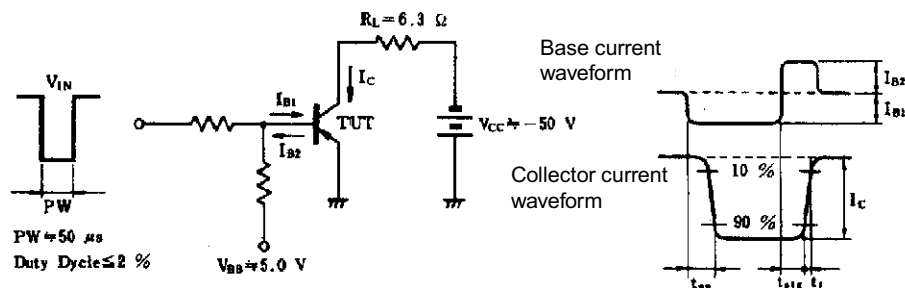 R_L=6.3 Ω
V_IN
I_B1
I_B2
I_C
TUT
V_CC≒−50 V
PW
PW≒50 μs
Duty Dycle≤2 %
V_BB≒5.0 V
Base current
waveform
I_B2
I_B1
Collector current
waveform
10 %
90 %
I_C
t_on
t_stg
t_f